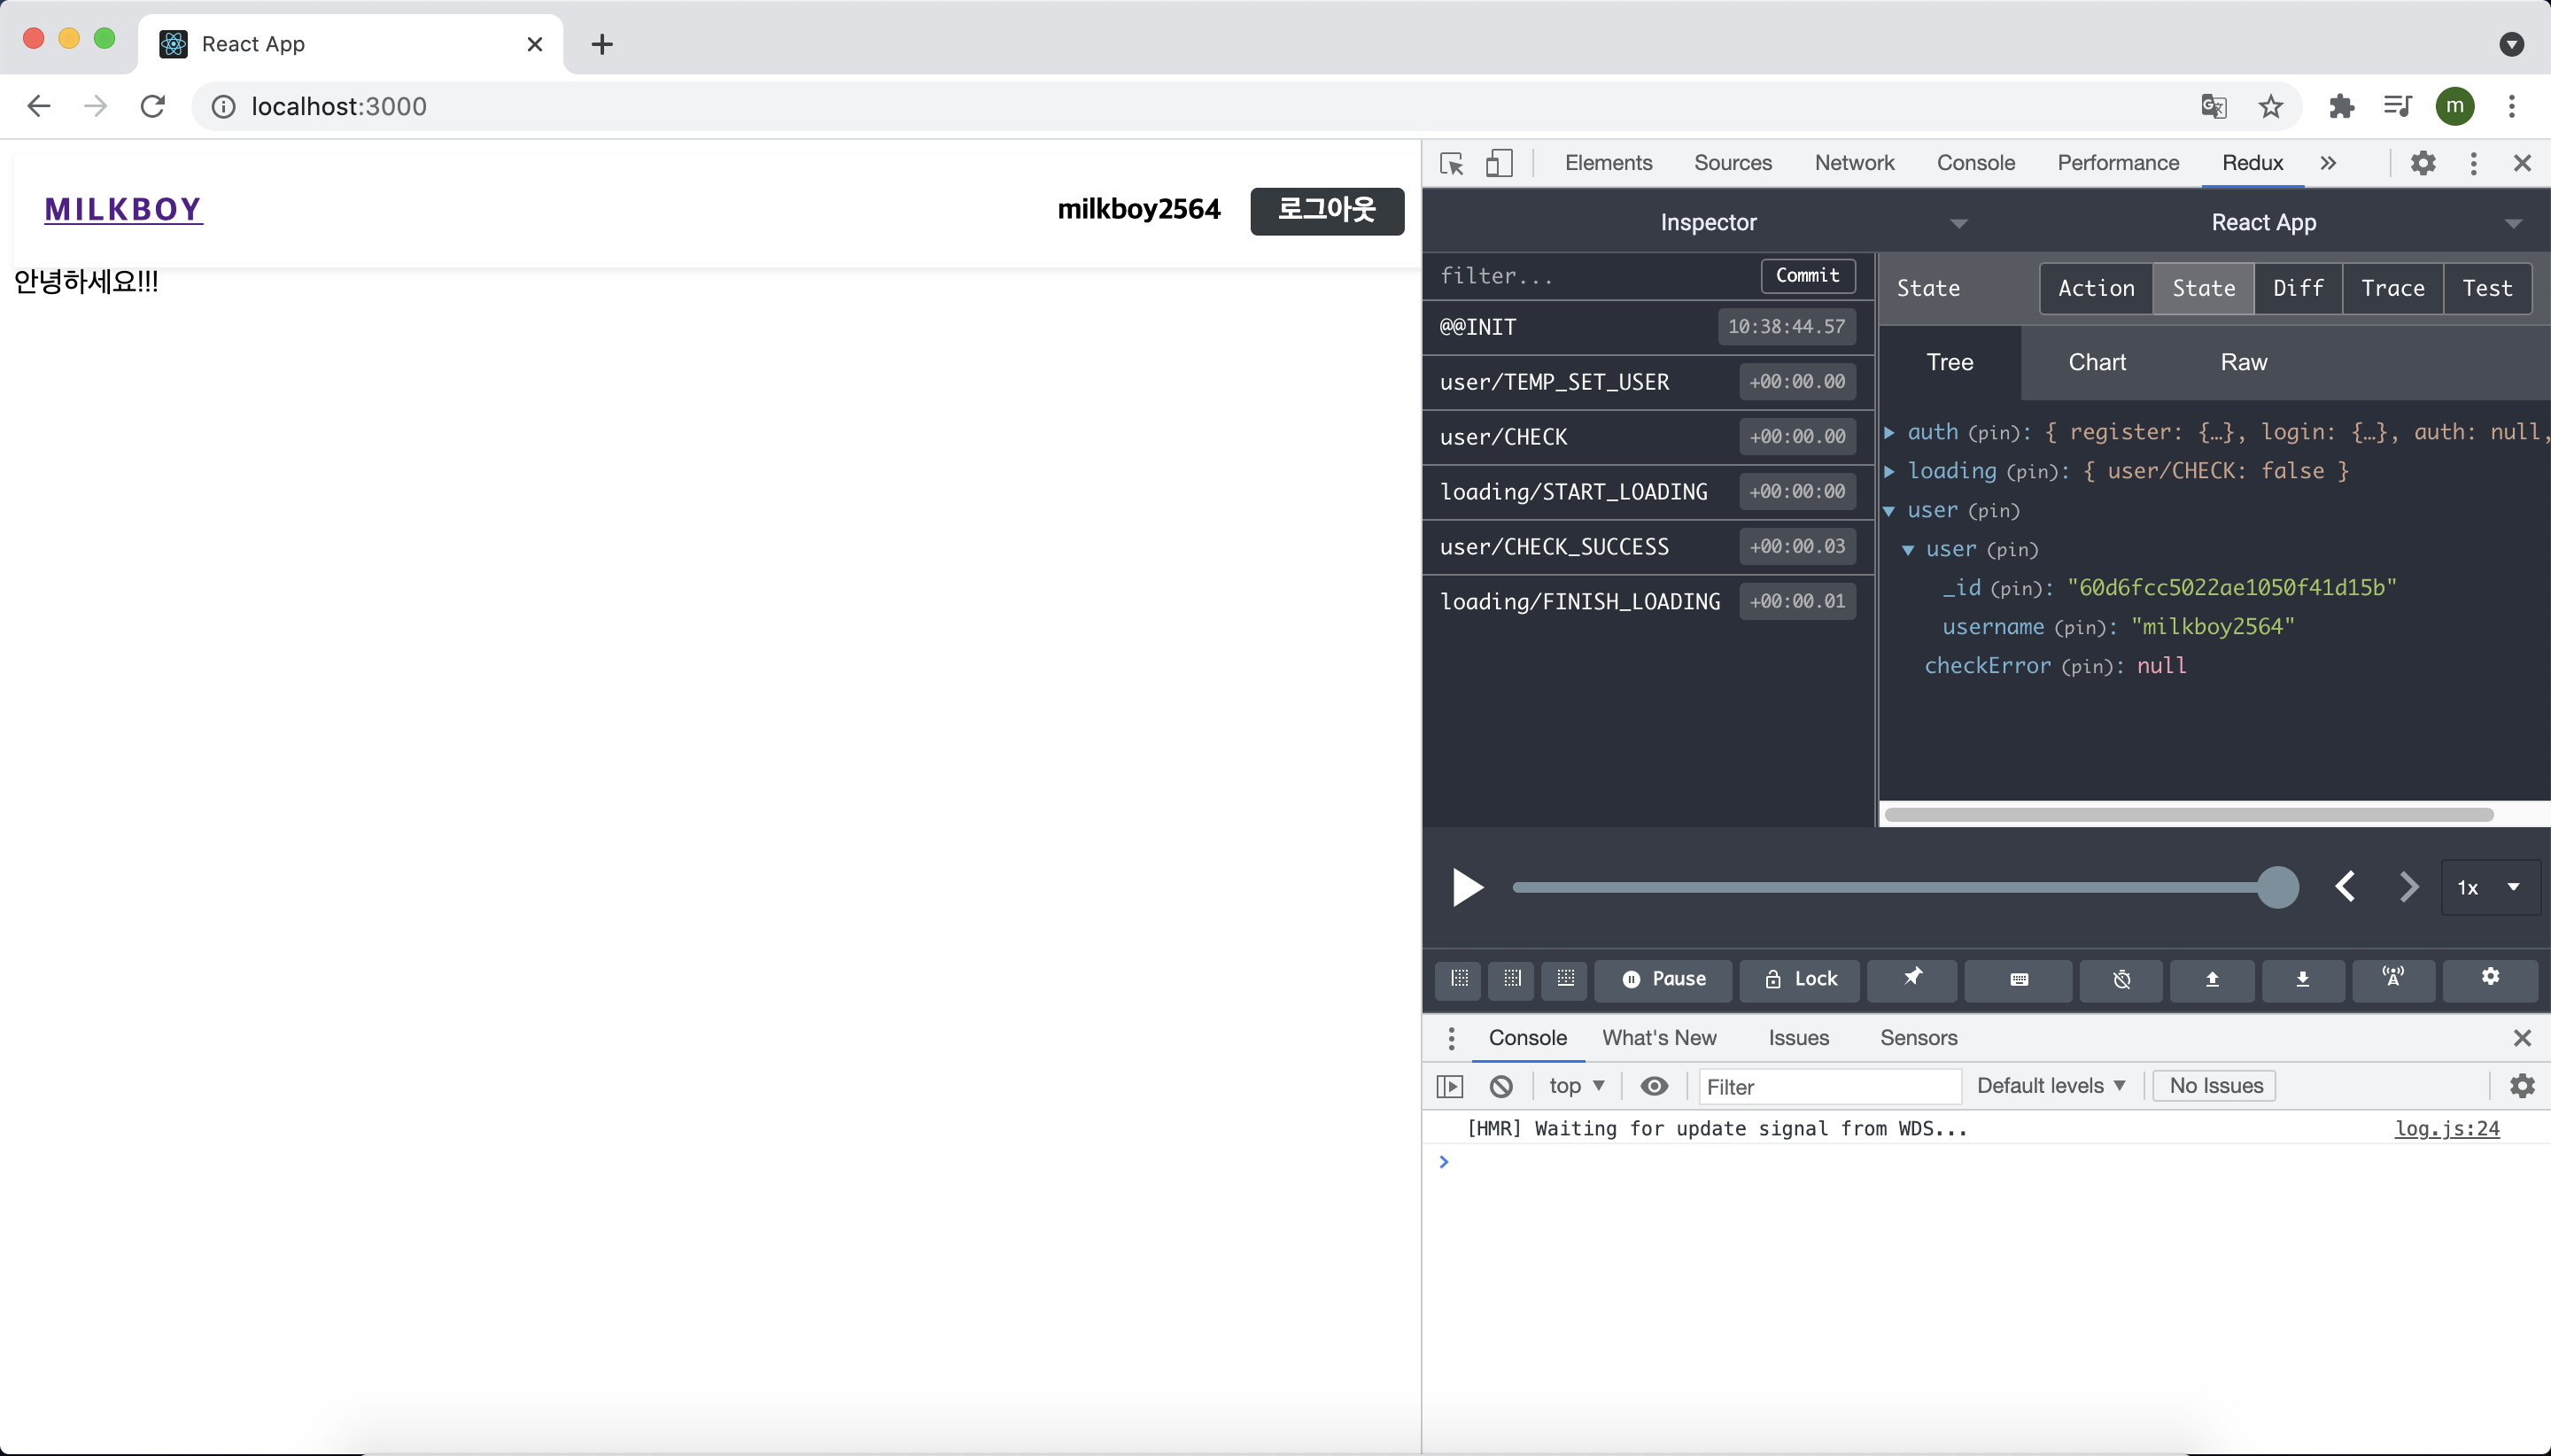 React App
localhost:3000
m
MILKBOY
milkboy2564
로그아웃
안녕하세요!!!
Elements Sources Network Console Performance Redux
Inspector
React App
filter...
Commit
@@INIT 10:38:44.57
user/TEMP_SET_USER +00:00.00
user/CHECK +00:00.00
loading/START_LOADING +00:00:00
user/CHECK_SUCCESS +00:00.03
loading/FINISH_LOADING +00:00.01
State
Action State Diff Trace Test
Tree Chart Raw
auth (pin): { register: {…}, login: {…}, auth: null,
loading (pin): { user/CHECK: false }
user (pin)
user (pin)
_id (pin): "60d6fcc5022ae1050f41d15b"
username (pin): "milkboy2564"
checkError (pin): null
1x
Pause Lock
Console What's New Issues Sensors
top Filter Default levels No Issues
[HMR] Waiting for update signal from WDS... log.js:24